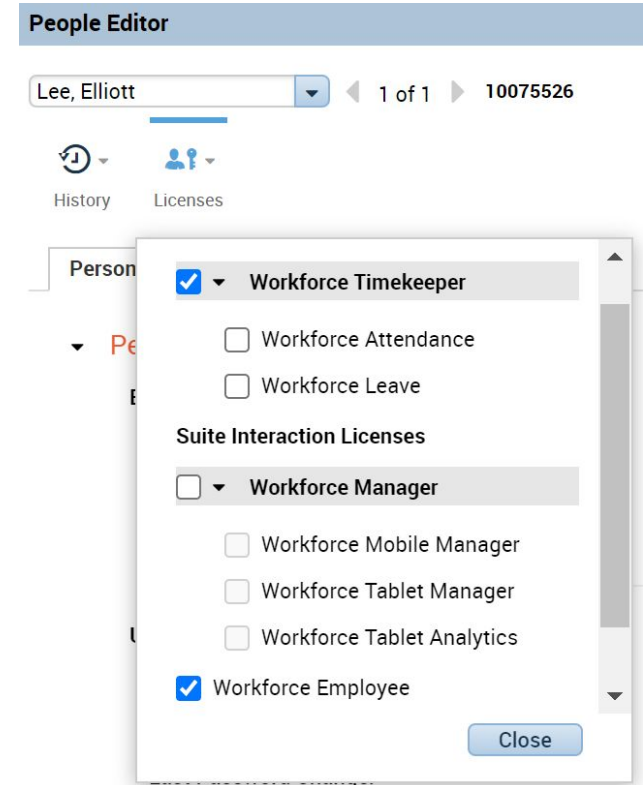 People Editor
Lee, Elliott
1 of 1
10075526
History
Licenses
Person
Workforce Timekeeper
Pe
Workforce Attendance
Workforce Leave
Suite Interaction Licenses
Workforce Manager
Workforce Mobile Manager
Workforce Tablet Manager
Workforce Tablet Analytics
Workforce Employee
Close